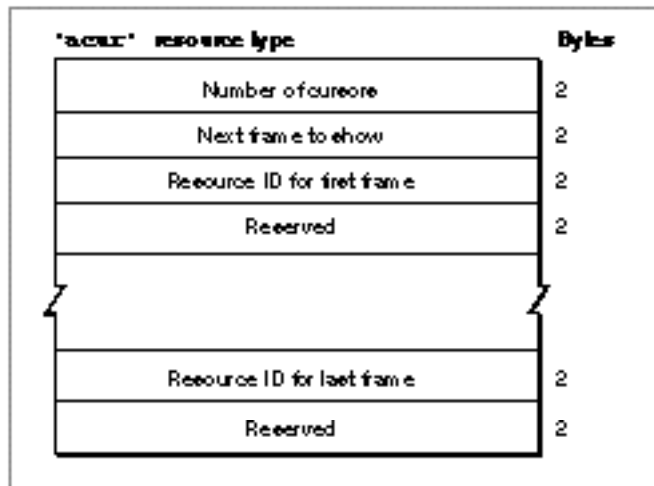 'acur' resource type Bytes
Number of cursors 2
Next frame to show 2
Resource ID for first frame 2
Reserved 2
Resource ID for last frame 2
Reserved 2